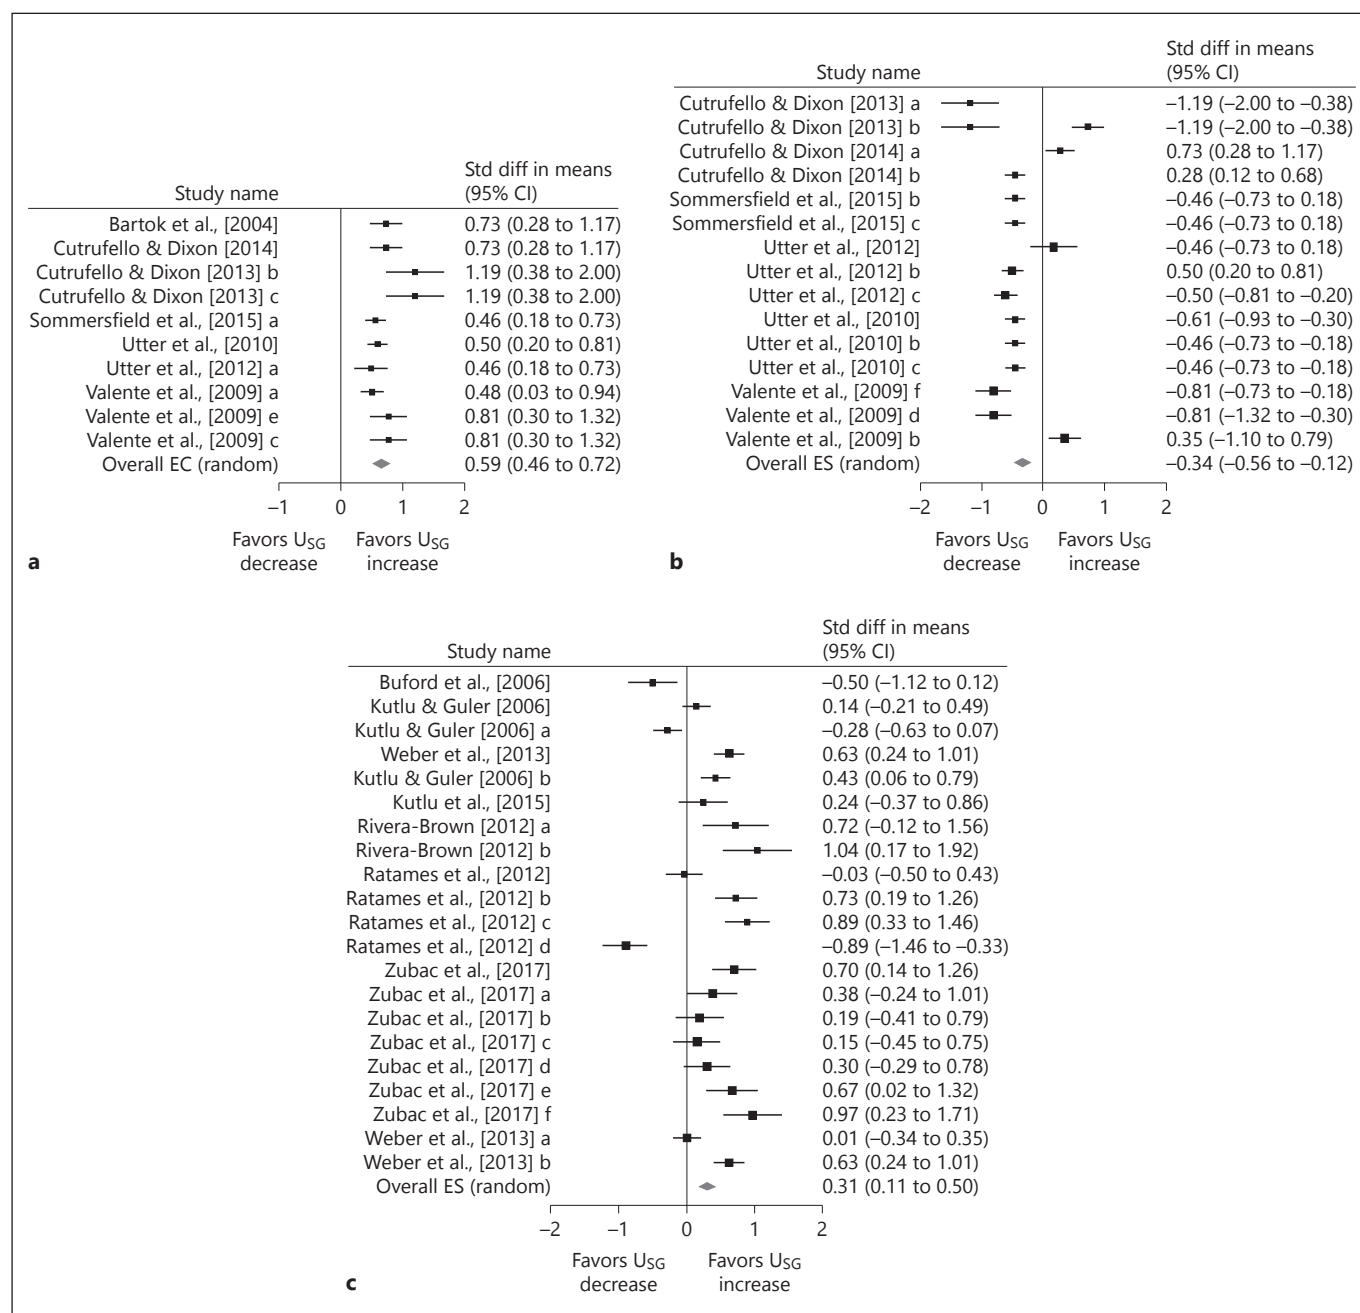 Study name
Std diff in means
(95% CI)
Bartok et al., [2004] 0.73 (0.28 to 1.17)
Cutrufello & Dixon [2014] 0.73 (0.28 to 1.17)
Cutrufello & Dixon [2013] b 1.19 (0.38 to 2.00)
Cutrufello & Dixon [2013] c 1.19 (0.38 to 2.00)
Sommersfield et al., [2015] a 0.46 (0.18 to 0.73)
Utter et al., [2010] 0.50 (0.20 to 0.81)
Utter et al., [2012] a 0.46 (0.18 to 0.73)
Valente et al., [2009] a 0.48 (0.03 to 0.94)
Valente et al., [2009] e 0.81 (0.30 to 1.32)
Valente et al., [2009] c 0.81 (0.30 to 1.32)
Overall EC (random) 0.59 (0.46 to 0.72)
–1 0 1 2
Favors USG decrease
Favors USG increase
a
Study name
Std diff in means
(95% CI)
Cutrufello & Dixon [2013] a –1.19 (–2.00 to –0.38)
Cutrufello & Dixon [2013] b –1.19 (–2.00 to –0.38)
Cutrufello & Dixon [2014] a 0.73 (0.28 to 1.17)
Cutrufello & Dixon [2014] b 0.28 (0.12 to 0.68)
Sommersfield et al., [2015] b –0.46 (–0.73 to 0.18)
Sommersfield et al., [2015] c –0.46 (–0.73 to 0.18)
Utter et al., [2012] –0.46 (–0.73 to 0.18)
Utter et al., [2012] b 0.50 (0.20 to 0.81)
Utter et al., [2012] c –0.50 (–0.81 to –0.20)
Utter et al., [2010] –0.61 (–0.93 to –0.30)
Utter et al., [2010] b –0.46 (–0.73 to –0.18)
Utter et al., [2010] c –0.46 (–0.73 to –0.18)
Valente et al., [2009] f –0.81 (–0.73 to –0.18)
Valente et al., [2009] d –0.81 (–1.32 to –0.30)
Valente et al., [2009] b 0.35 (–1.10 to 0.79)
Overall ES (random) –0.34 (–0.56 to –0.12)
–2 –1 0 1 2
Favors USG decrease
Favors USG increase
b
Study name
Std diff in means
(95% CI)
Buford et al., [2006] –0.50 (–1.12 to 0.12)
Kutlu & Guler [2006] 0.14 (–0.21 to 0.49)
Kutlu & Guler [2006] a –0.28 (–0.63 to 0.07)
Weber et al., [2013] 0.63 (0.24 to 1.01)
Kutlu & Guler [2006] b 0.43 (0.06 to 0.79)
Kutlu et al., [2015] 0.24 (–0.37 to 0.86)
Rivera-Brown [2012] a 0.72 (–0.12 to 1.56)
Rivera-Brown [2012] b 1.04 (0.17 to 1.92)
Ratames et al., [2012] –0.03 (–0.50 to 0.43)
Ratames et al., [2012] b 0.73 (0.19 to 1.26)
Ratames et al., [2012] c 0.89 (0.33 to 1.46)
Ratames et al., [2012] d –0.89 (–1.46 to –0.33)
Zubac et al., [2017] 0.70 (0.14 to 1.26)
Zubac et al., [2017] a 0.38 (–0.24 to 1.01)
Zubac et al., [2017] b 0.19 (–0.41 to 0.79)
Zubac et al., [2017] c 0.15 (–0.45 to 0.75)
Zubac et al., [2017] d 0.30 (–0.29 to 0.78)
Zubac et al., [2017] e 0.67 (0.02 to 1.32)
Zubac et al., [2017] f 0.97 (0.23 to 1.71)
Weber et al., [2013] a 0.01 (–0.34 to 0.35)
Weber et al., [2013] b 0.63 (0.24 to 1.01)
Overall ES (random) 0.31 (0.11 to 0.50)
–2 –1 0 1 2
Favors USG decrease
Favors USG increase
c